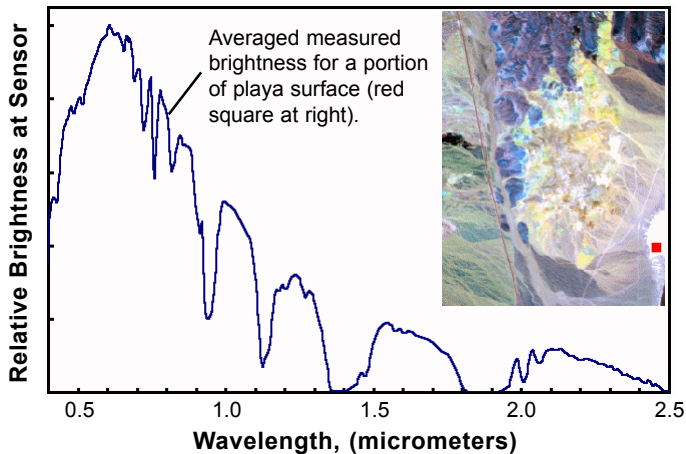 Relative Brightness at Sensor
Averaged measured
brightness for a portion
of playa surface (red
square at right).
0.5 1.0 1.5 2.0 2.5
Wavelength, (micrometers)